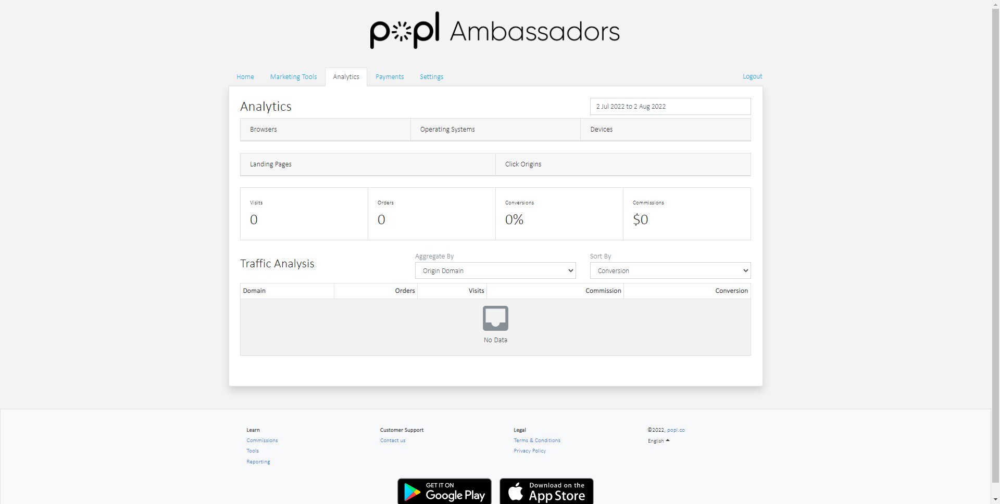 popl Ambassadors
Home Marketing Tools Analytics Payments Settings Logout
Analytics 2 Jul 2022 to 2 Aug 2022
Browsers Operating Systems Devices
Landing Pages Click Origins
Visits Orders Conversions Commissions
0 0 0% $0
Traffic Analysis
Aggregate By Sort By
Origin Domain Conversion
Domain Orders Visits Commission Conversion
No Data
Learn Customer Support Legal ©2022, popl.co
Commissions Contact us Terms & Conditions English
Tools Privacy Policy
Reporting
GET IT ON Download on the
Google Play App Store